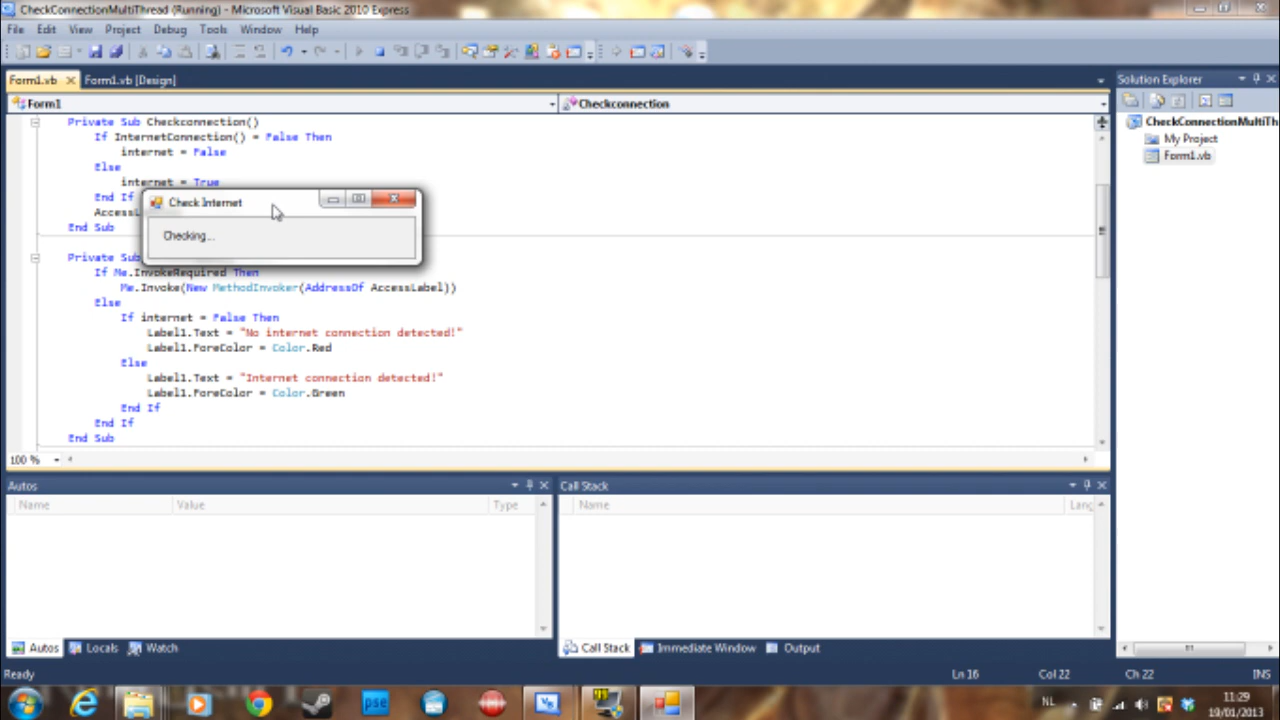 CheckConnectionMultiThread (Running) - Microsoft Visual Basic 2010 Express
File Edit View Project Debug Tools Window Help
Form1.vb Form1.vb [Design]
Solution Explorer
Form1 Checkconnection
Private Sub Checkconnection()
If InternetConnection() = False Then
internet = False
Else
internet = True
End If
AccessL
End Sub
Check Internet
Checking...
Private Sub
If Me.InvokeRequired Then
Me.Invoke(New MethodInvoker(AddressOf AccessLabel))
Else
If internet = False Then
Label1.Text = "No internet connection detected!"
Label1.ForeColor = Color.Red
Else
Label1.Text = "Internet connection detected!"
Label1.ForeColor = Color.Green
End If
End If
End Sub
100 %
CheckConnectionMultiTh
My Project
Form1.vb
Autos
Name Value Type
Call Stack
Name Lang
Autos Locals Watch
Call Stack Immediate Window Output
Ready Ln 16 Col 22 Ch 22 INS
pse
NL
11:29
19/01/2013